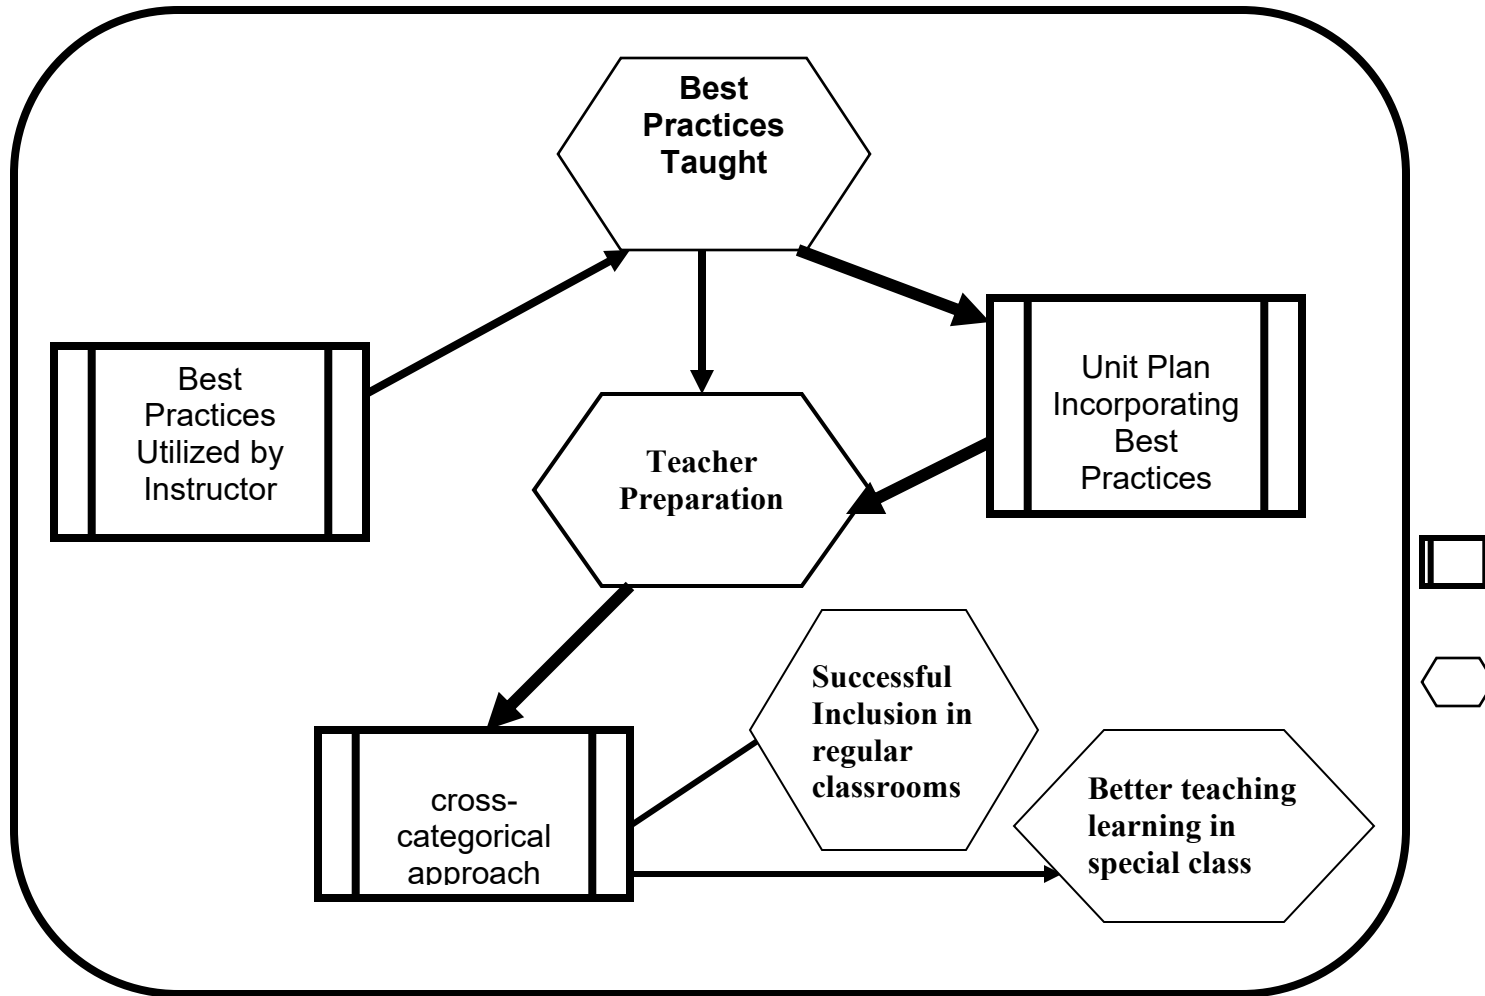 Best
Practices
Taught
Best
Practices
Utilized by
Instructor
Unit Plan
Incorporating
Best
Practices
Teacher
Preparation
Successful
Inclusion in
regular
classrooms
Better teaching
learning in
special class
cross-
categorical
approach